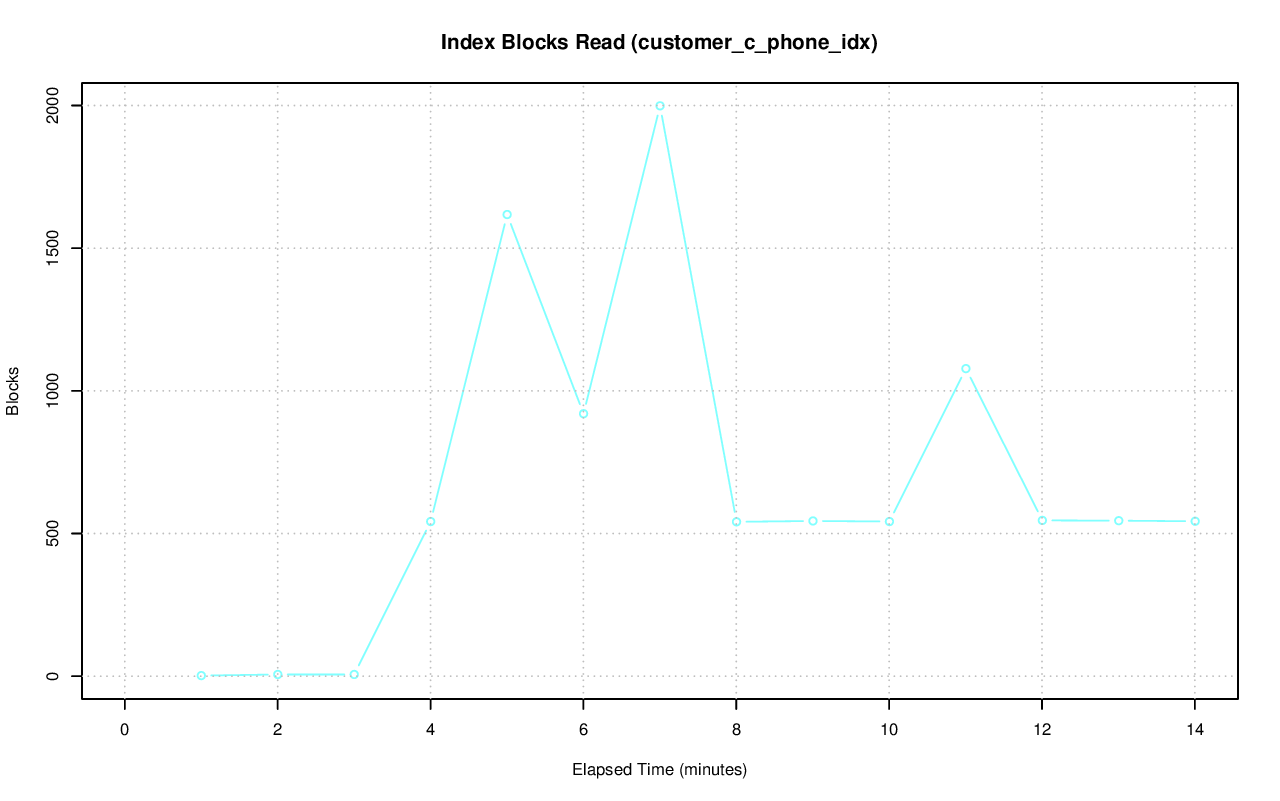 Index Blocks Read (customer_c_phone_idx)
Blocks
2000
1500
1000
500
0
0 2 4 6 8 10 12 14
Elapsed Time (minutes)